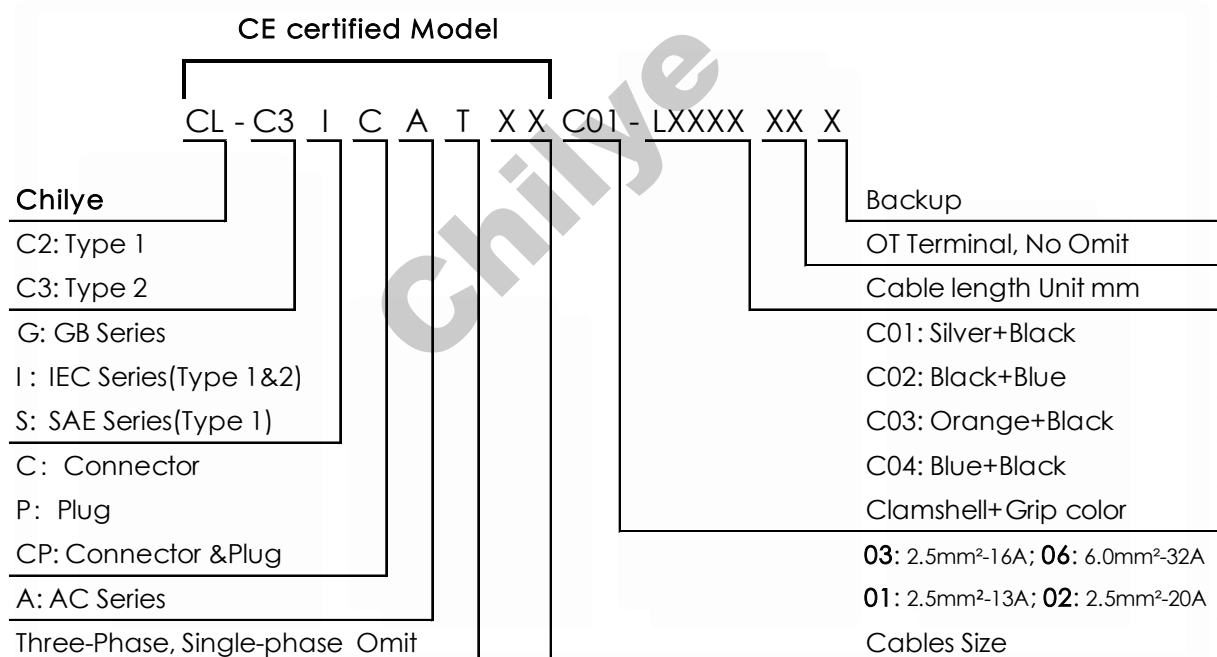 CE certified Model
CL - C3 I C A T X X C01 - LXXXX XX X
Chilye
C2: Type 1
C3: Type 2
G: GB Series
I: IEC Series(Type 1&2)
S: SAE Series(Type 1)
C: Connector
P: Plug
CP: Connector &Plug
A: AC Series
Three-Phase, Single-phase Omit
Backup
OT Terminal, No Omit
Cable length Unit mm
C01: Silver+Black
C02: Black+Blue
C03: Orange+Black
C04: Blue+Black
Clamshell+Grip color
03: 2.5mm²-16A; 06: 6.0mm²-32A
01: 2.5mm²-13A; 02: 2.5mm²-20A
Cables Size
Chilye